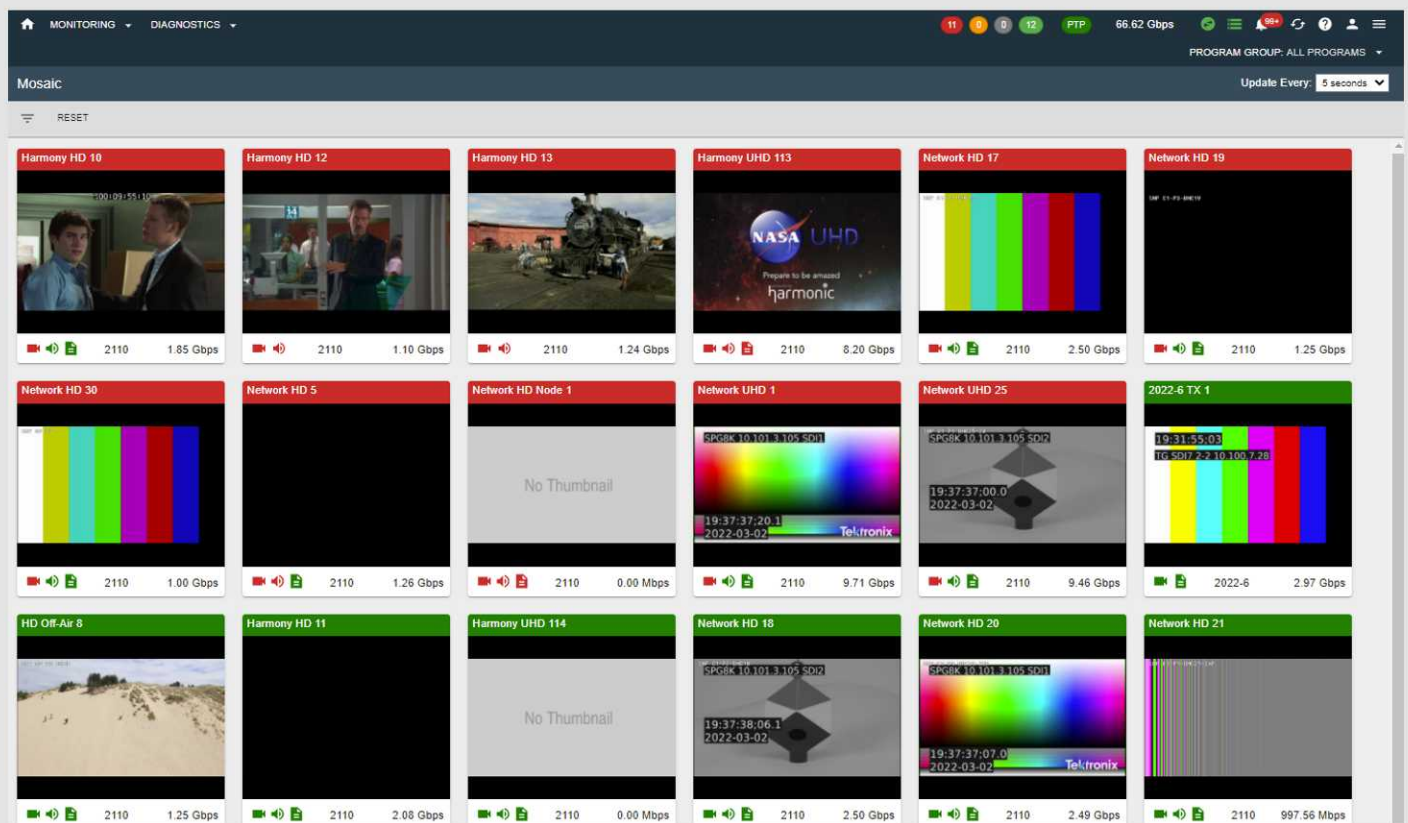 MONITORING DIAGNOSTICS 11 0 0 12 PTP 66.62 Gbps 99+
PROGRAM GROUP: ALL PROGRAMS
Mosaic Update Every: 5 seconds
RESET
Harmony HD 10 Harmony HD 12 Harmony HD 13 Harmony UHD 113 Network HD 17 Network HD 19
00:09:55:10
14
NASA UHD
Prepare to be amazed
harmonic
2110 1.85 Gbps 2110 1.10 Gbps 2110 1.24 Gbps 2110 8.20 Gbps 2110 2.50 Gbps 2110 1.25 Gbps
Network HD 30 Network HD 5 Network HD Node 1 Network UHD 1 Network UHD 25 2022-6 TX 1
SPG8K 10.101.3.105 SDI1 SPG8K 10.101.3.105 SDI2 19:31:55;03
TG SDI7 2-2 10.100.7.28
No Thumbnail
19:37:37;20.1 19:37:37;00.0
2022-03-02 Tektronix 2022-03-02
2110 1.00 Gbps 2110 1.26 Gbps 2110 0.00 Mbps 2110 9.71 Gbps 2110 9.46 Gbps 2022-6 2.97 Gbps
HD Off-Air 8 Harmony HD 11 Harmony UHD 114 Network HD 18 Network HD 20 Network HD 21
SPG8K 10.101.3.105 SDI2 SPG8K 10.101.3.105 SDI1
No Thumbnail
19:37:38;06.1 19:37:37;07.0
2022-03-02 2022-03-02 Tektronix
2110 1.25 Gbps 2110 2.08 Gbps 2110 0.00 Mbps 2110 2.50 Gbps 2110 2.49 Gbps 2110 997.56 Mbps